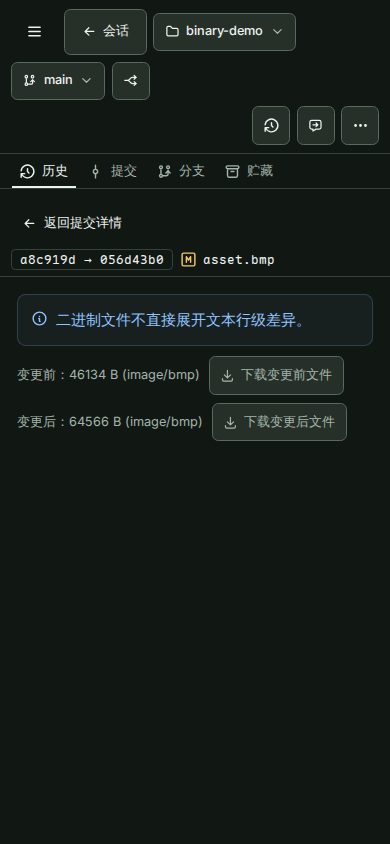 会话
binary-demo
main
历史
提交
分支
贮藏
返回提交详情
a8c919d → 056d43b0
M asset.bmp
二进制文件不直接展开文本行级差异。
变更前：46134 B (image/bmp)
下载变更前文件
变更后：64566 B (image/bmp)
下载变更后文件